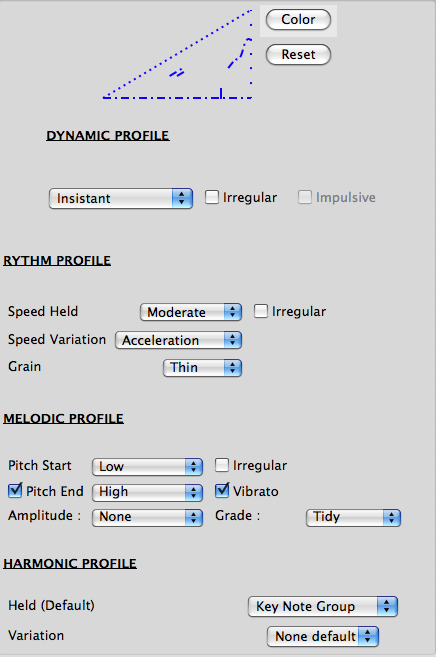 Color
Reset
DYNAMIC PROFILE
Insistant Irregular Impulsive
RYTHM PROFILE
Speed Held Moderate Irregular
Speed Variation Acceleration
Grain Thin
MELODIC PROFILE
Pitch Start Low Irregular
Pitch End High Vibrato
Amplitude : None Grade : Tidy
HARMONIC PROFILE
Held (Default) Key Note Group
Variation None default